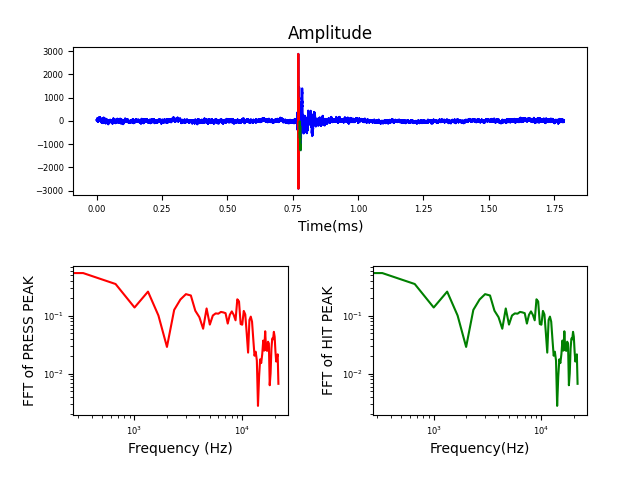 Amplitude
3000
2000
1000
0
−1000
−2000
−3000
0.00 0.25 0.50 0.75 1.00 1.25 1.50 1.75
Time(ms)
FFT of PRESS PEAK
10⁻¹
10⁻²
10³ 10⁴
Frequency (Hz)
FFT of HIT PEAK
10⁻¹
10⁻²
10³ 10⁴
Frequency(Hz)